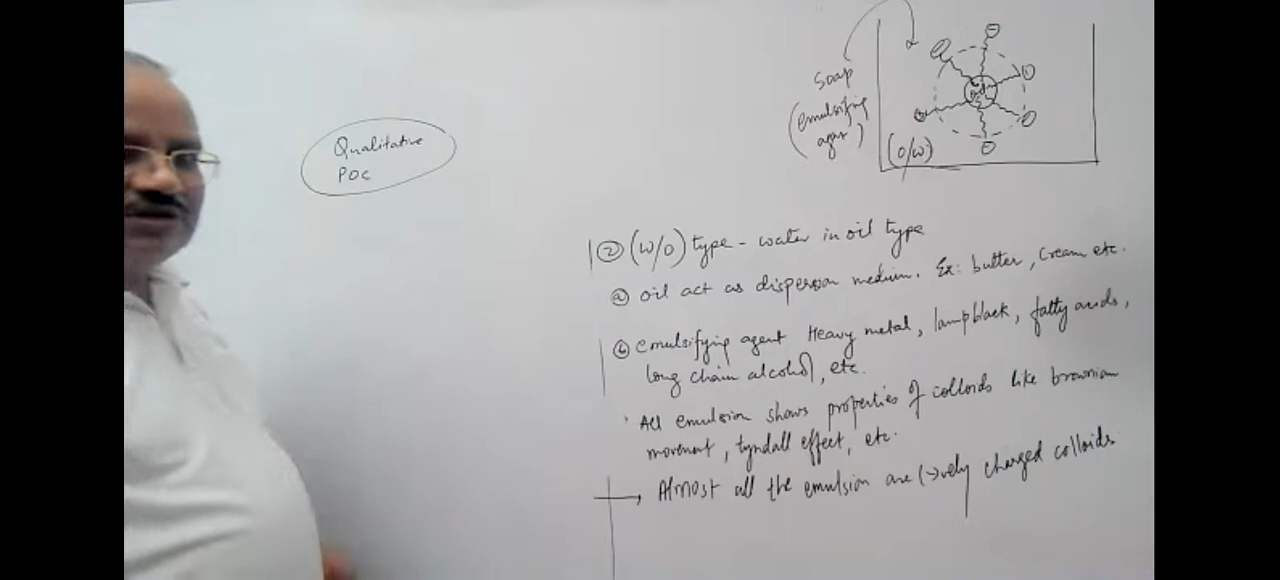 Qualitative
POC
Soap
(emulsifying
agar)
oil
(O/W)
② (W/O) type - water in oil type
ⓐ oil act as dispersion medium. Ex: butter, Cream etc.
ⓑ emulsifying agent Heavy metal, lampblack, fatty acids,
long chain alcohol, etc.
All emulsion shows properties of colloids like brownian
movement, tyndall effect, etc.
→ Almost all the emulsion are (-)vely charged colloids.